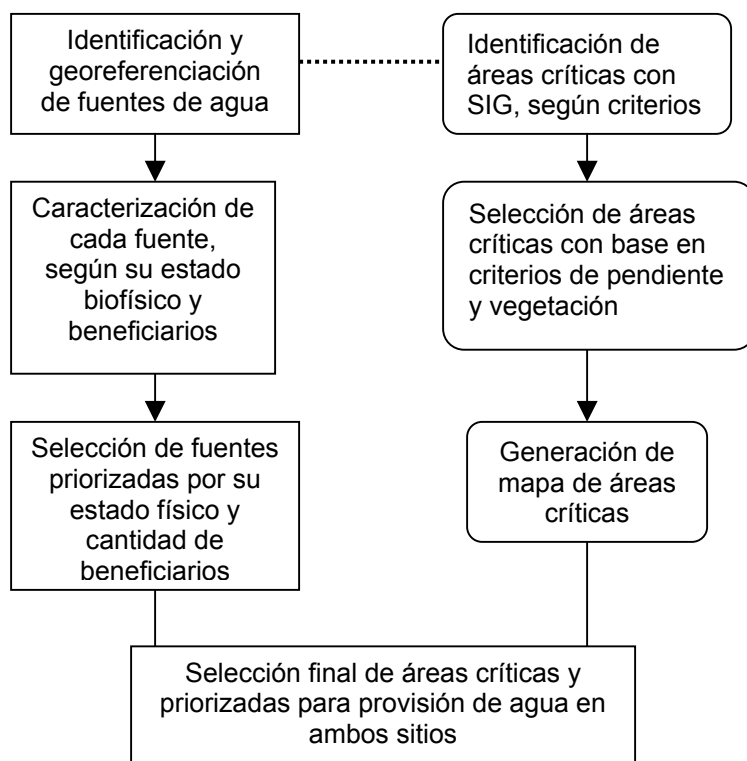 Identificación y
georeferenciación
de fuentes de agua
Identificación de
áreas críticas con
SIG, según criterios
Caracterización de
cada fuente,
según su estado
biofísico y
beneficiarios
Selección de áreas
críticas con base en
criterios de pendiente
y vegetación
Selección de fuentes
priorizadas por su
estado físico y
cantidad de
beneficiarios
Generación de
mapa de áreas
críticas
Selección final de áreas críticas y
priorizadas para provisión de agua en
ambos sitios